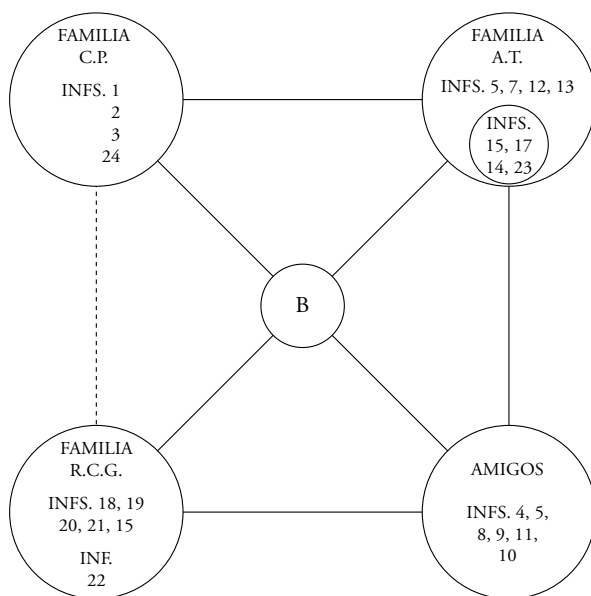 FAMILIA
C.P.
INFS. 1
2
3
24
FAMILIA
A.T.
INFS. 5, 7, 12, 13
INFS.
15, 17
14, 23
B
FAMILIA
R.C.G.
INFS. 18, 19
20, 21, 15
INF.
22
AMIGOS
INFS. 4, 5,
8, 9, 11,
10